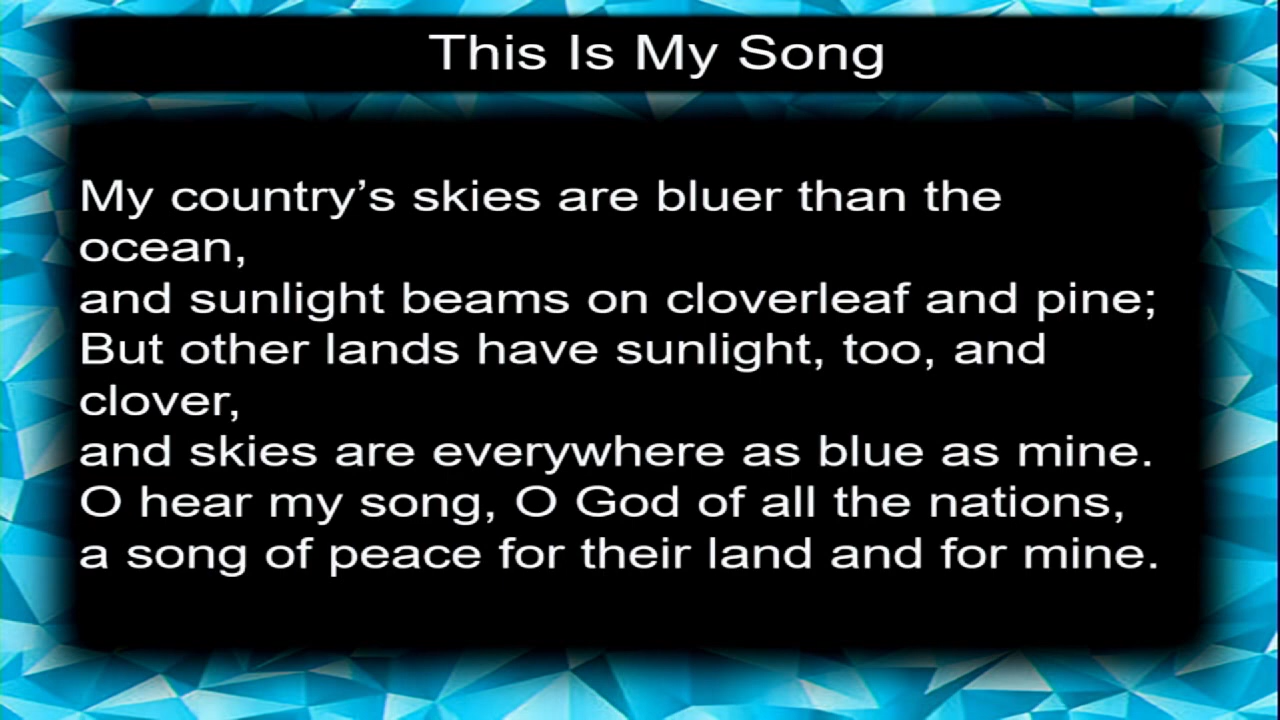 This Is My Song
My country’s skies are bluer than the
ocean,
and sunlight beams on cloverleaf and pine;
But other lands have sunlight, too, and
clover,
and skies are everywhere as blue as mine.
O hear my song, O God of all the nations,
a song of peace for their land and for mine.